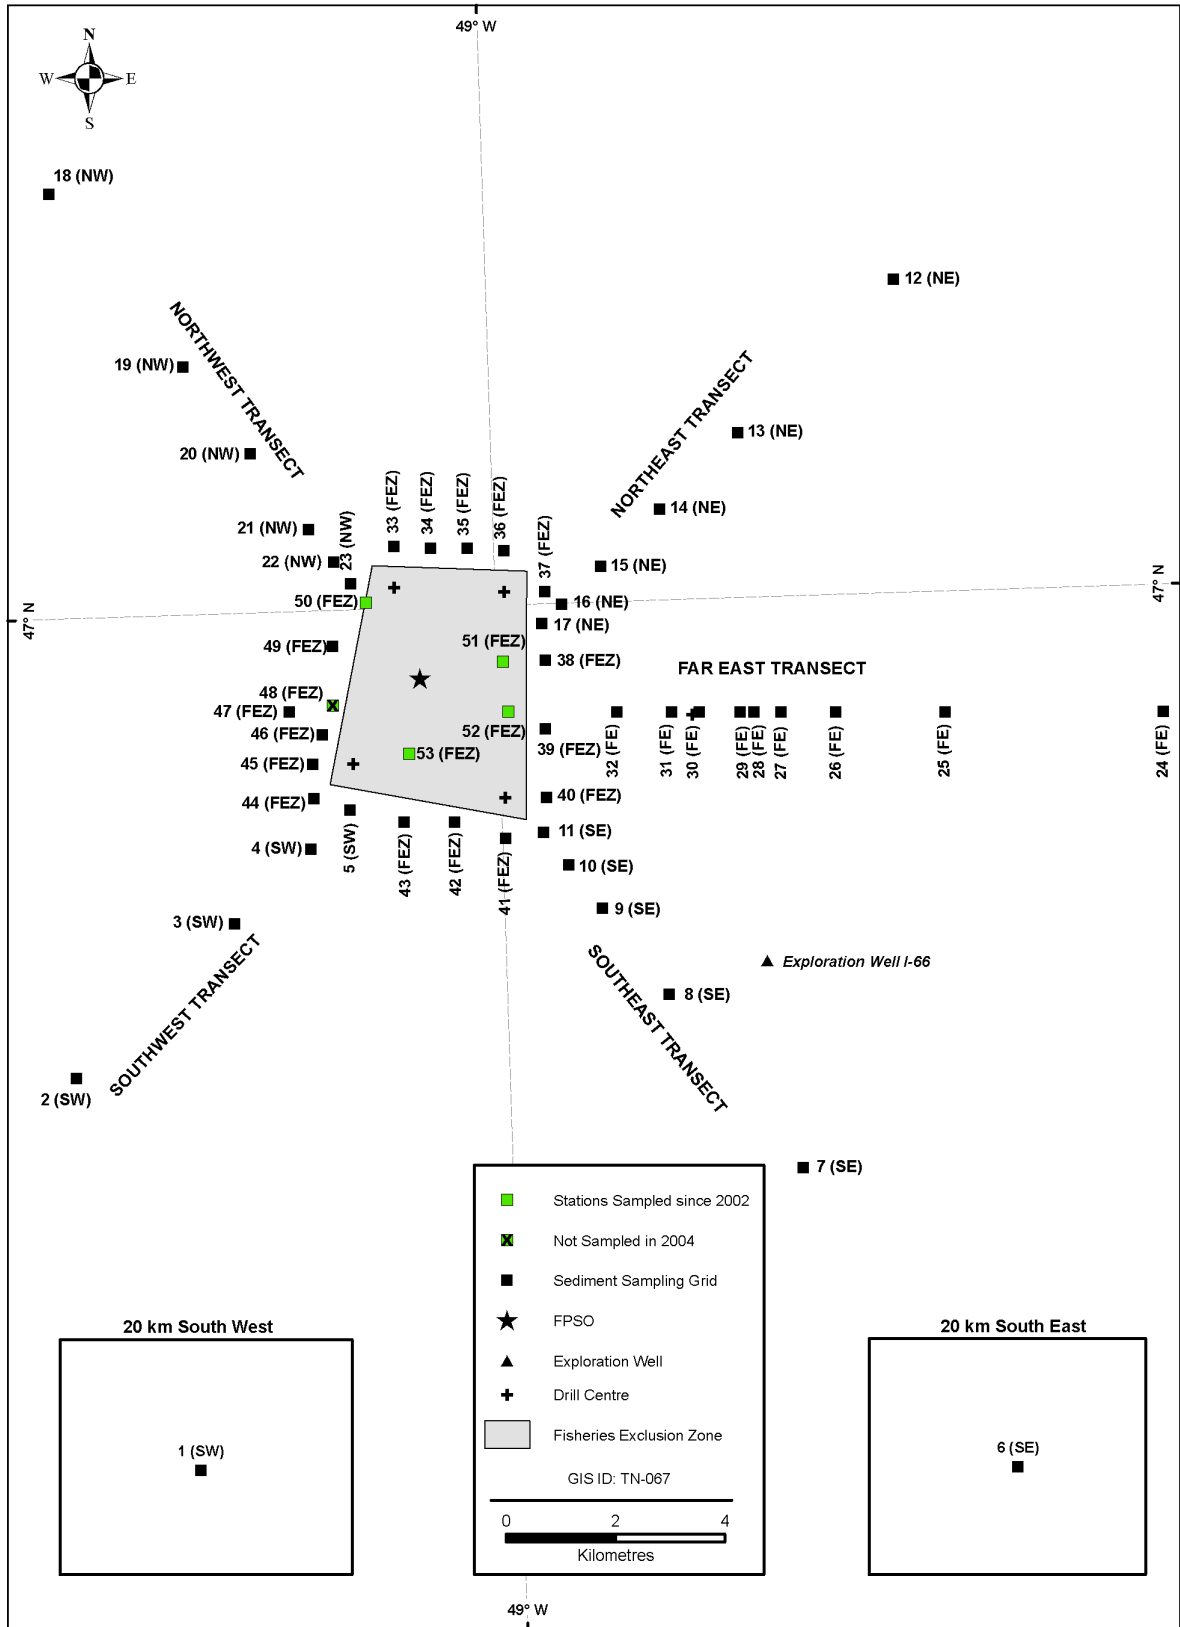 49° W
N
W
E
S
18 (NW)
12 (NE)
NORTHWEST TRANSECT
19 (NW)
NORTHEAST TRANSECT
13 (NE)
20 (NW)
14 (NE)
21 (NW)
22 (NW)
23 (NW)
33 (FEZ)
34 (FEZ)
35 (FEZ)
36 (FEZ)
37 (FEZ)
15 (NE)
47° N
50 (FEZ)
16 (NE)
47° N
17 (NE)
49 (FEZ)
51 (FEZ)
38 (FEZ)
FAR EAST TRANSECT
48 (FEZ)
47 (FEZ)
46 (FEZ)
52 (FEZ)
39 (FEZ)
32 (FE)
31 (FE)
30 (FE)
29 (FE)
28 (FE)
27 (FE)
26 (FE)
25 (FE)
24 (FE)
53 (FEZ)
45 (FEZ)
44 (FEZ)
40 (FEZ)
4 (SW)
5 (SW)
43 (FEZ)
42 (FEZ)
41 (FEZ)
11 (SE)
10 (SE)
9 (SE)
3 (SW)
SOUTHWEST TRANSECT
SOUTHEAST TRANSECT
Exploration Well I-66
8 (SE)
2 (SW)
7 (SE)
Stations Sampled since 2002
Not Sampled in 2004
Sediment Sampling Grid
FPSO
Exploration Well
Drill Centre
Fisheries Exclusion Zone
GIS ID: TN-067
0 2 4
Kilometres
20 km South West
1 (SW)
20 km South East
6 (SE)
49° W